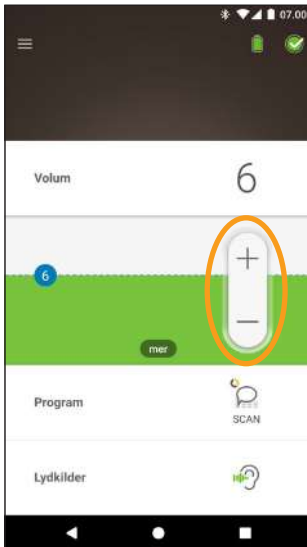 07.00
Volum 6
+
6
−
mer
Program
SCAN
Lydkilder